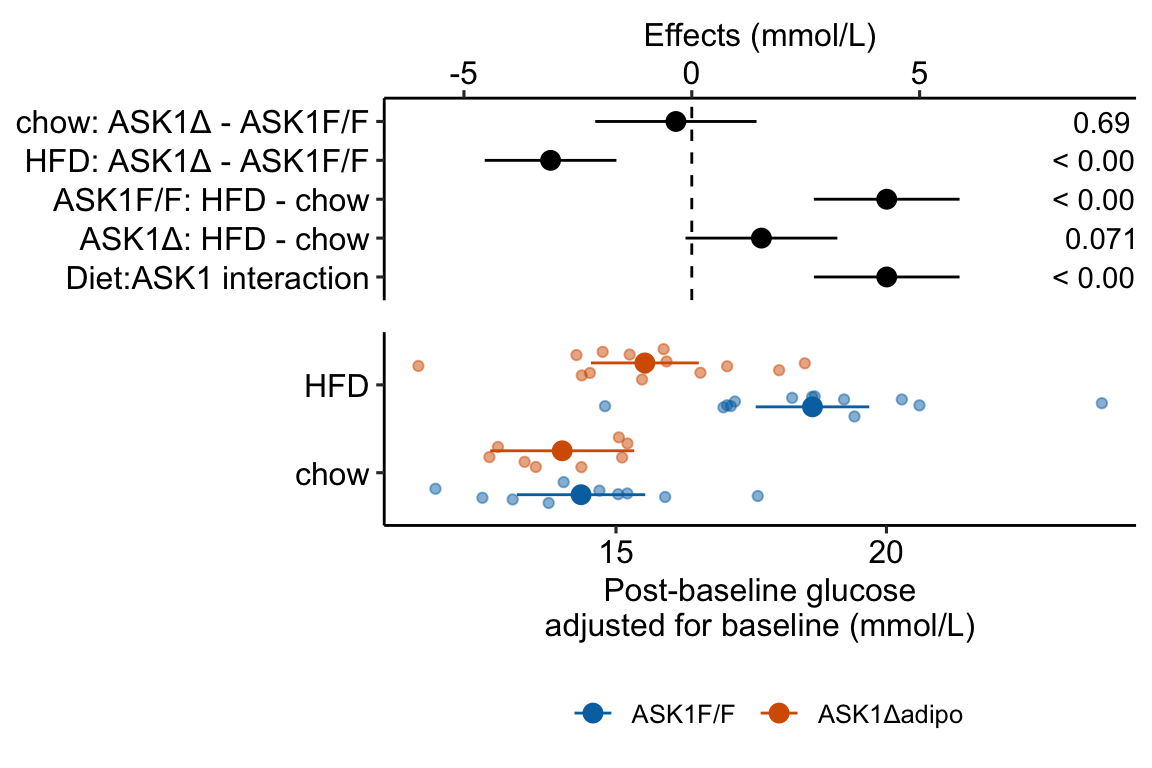 Effects (mmol/L)
-5 0 5
chow: ASK1Δ - ASK1F/F 0.69
HFD: ASK1Δ - ASK1F/F < 0.00
ASK1F/F: HFD - chow < 0.00
ASK1Δ: HFD - chow 0.071
Diet:ASK1 interaction < 0.00
HFD
chow
15 20
Post-baseline glucose
adjusted for baseline (mmol/L)
ASK1F/F ASK1Δadipo